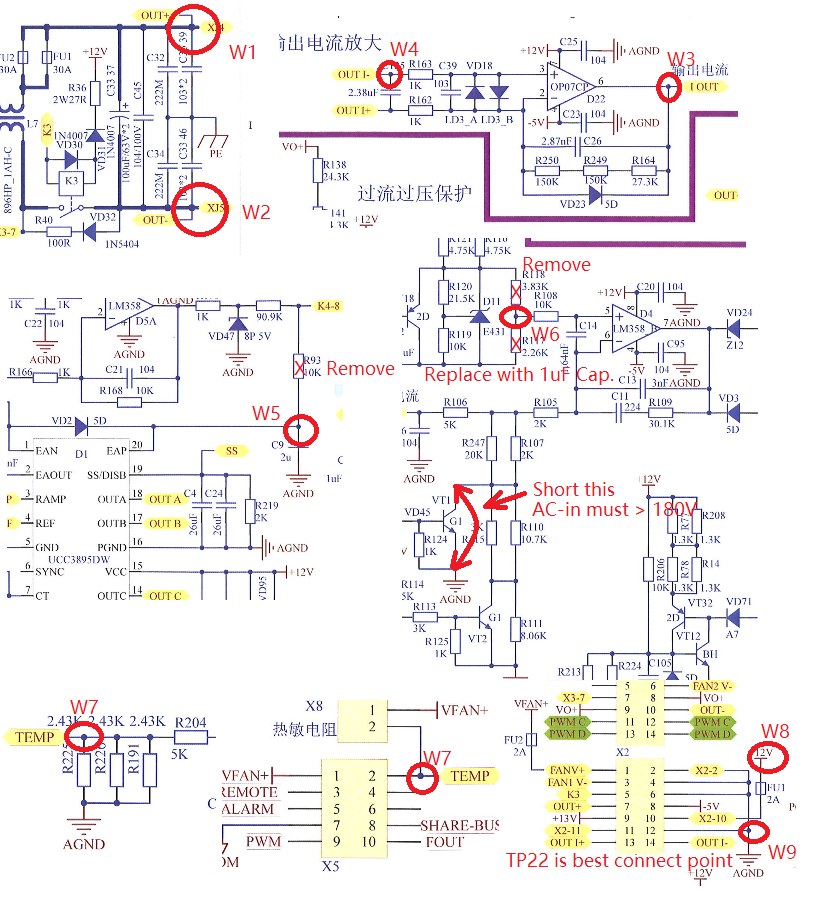 OUT+
XJ4
W1
FU2
30A
FU1
30A
+12V
R36
2W27R
C33 37
C45
C32
222M
103*2
1N4007
VD30
VD31
1N4007
100uF/63V*2
104/100V
L7
K3
K3
896HP_1AH-C
PE
C34
222M
C33 46
R40
100R
VD32
1N5404
K3-7
OUT-
XJ5
W2
输出电流放大
W4
OUT I-
2.38uF
R163
1K
C39
103
VD18
OUT I+
R162
1K
LD3_A
LD3_B
+12V
C25
104
AGND
OP07CP
D22
3
2
6
W3
输出电流
I OUT
-5V
C23
104
AGND
2.87nF
C26
R250
150K
R249
150K
R164
27.3K
VD23
5D
OUT-
VO+
R138
24.3K
过流过压保护
+12V
1K
1K
C22
104
AGND
LM358
D5A
AGND
1K
90.9K
K4-8
VD47
8P 5V
AGND
R166
1K
C21
104
R168
10K
R93
10K
Remove
W5
VD2
5D
C9
2u
1uF
AGND
D1
1
EAN
EAP
20
2
EAOUT
SS/DISB
19
3
RAMP
OUTA
18
OUT A
4
REF
OUTB
17
OUT B
5
GND
PGND
16
6
SYNC
VCC
15
7
CT
OUTC
14
OUT C
UCC3895DW
SS
C4
26uF
C24
26uF
R219
2K
AGND
+12V
VD95
4.75K
4.75K
Remove
R118
3.83K
R120
21.5K
D11
E431
R119
10K
2D
W6
R108
10K
2.26K
Replace with 1uf Cap.
C14
+12V
C20
104
AGND
D4
LM358
5
6
7
8
C95
104
-5V
AGND
VD24
Z12
C13
3nF
C11
224
R109
30.1K
VD3
5D
R106
5K
R105
2K
AGND
R247
20K
R107
2K
Short this
AC-in must > 180V
VT1
G1
VD45
R124
1K
R110
10.7K
AGND
R114
5K
R113
3K
R125
1K
VT2
G1
R111
8.06K
+12V
R208
1.3K
1.3K
R206
10K
R78
1.3K
R14
1.3K
VT32
2D
VT12
VD71
A7
BH
R213
R224
C105
5D
5
6
FAN2 V-
X3-7
7
8
VO+
VO+
9
10
OUT-
PWM C
11
12
PWM C
PWM D
13
14
PWM D
VFAN+
FU2
2A
X2
FANV+
1
2
X2-2
FAN1 V-
3
4
K3
5
6
OUT+
7
8
-5V
+13V
9
10
X2-10
X2-11
11
12
OUT I+
13
14
OUT I-
W8
12V
FU1
2A
W9
TP22 is best connect point
AGND
+12V
W7
2.43K
2.43K
2.43K
TEMP
R225
R226
R191
R204
5K
AGND
X8
热敏电阻
1
2
VFAN+
W7
VFAN+
1
2
TEMP
REMOTE
3
4
ALARM
5
6
7
8
SHARE-BUS
PWM
9
10
FOUT
X5